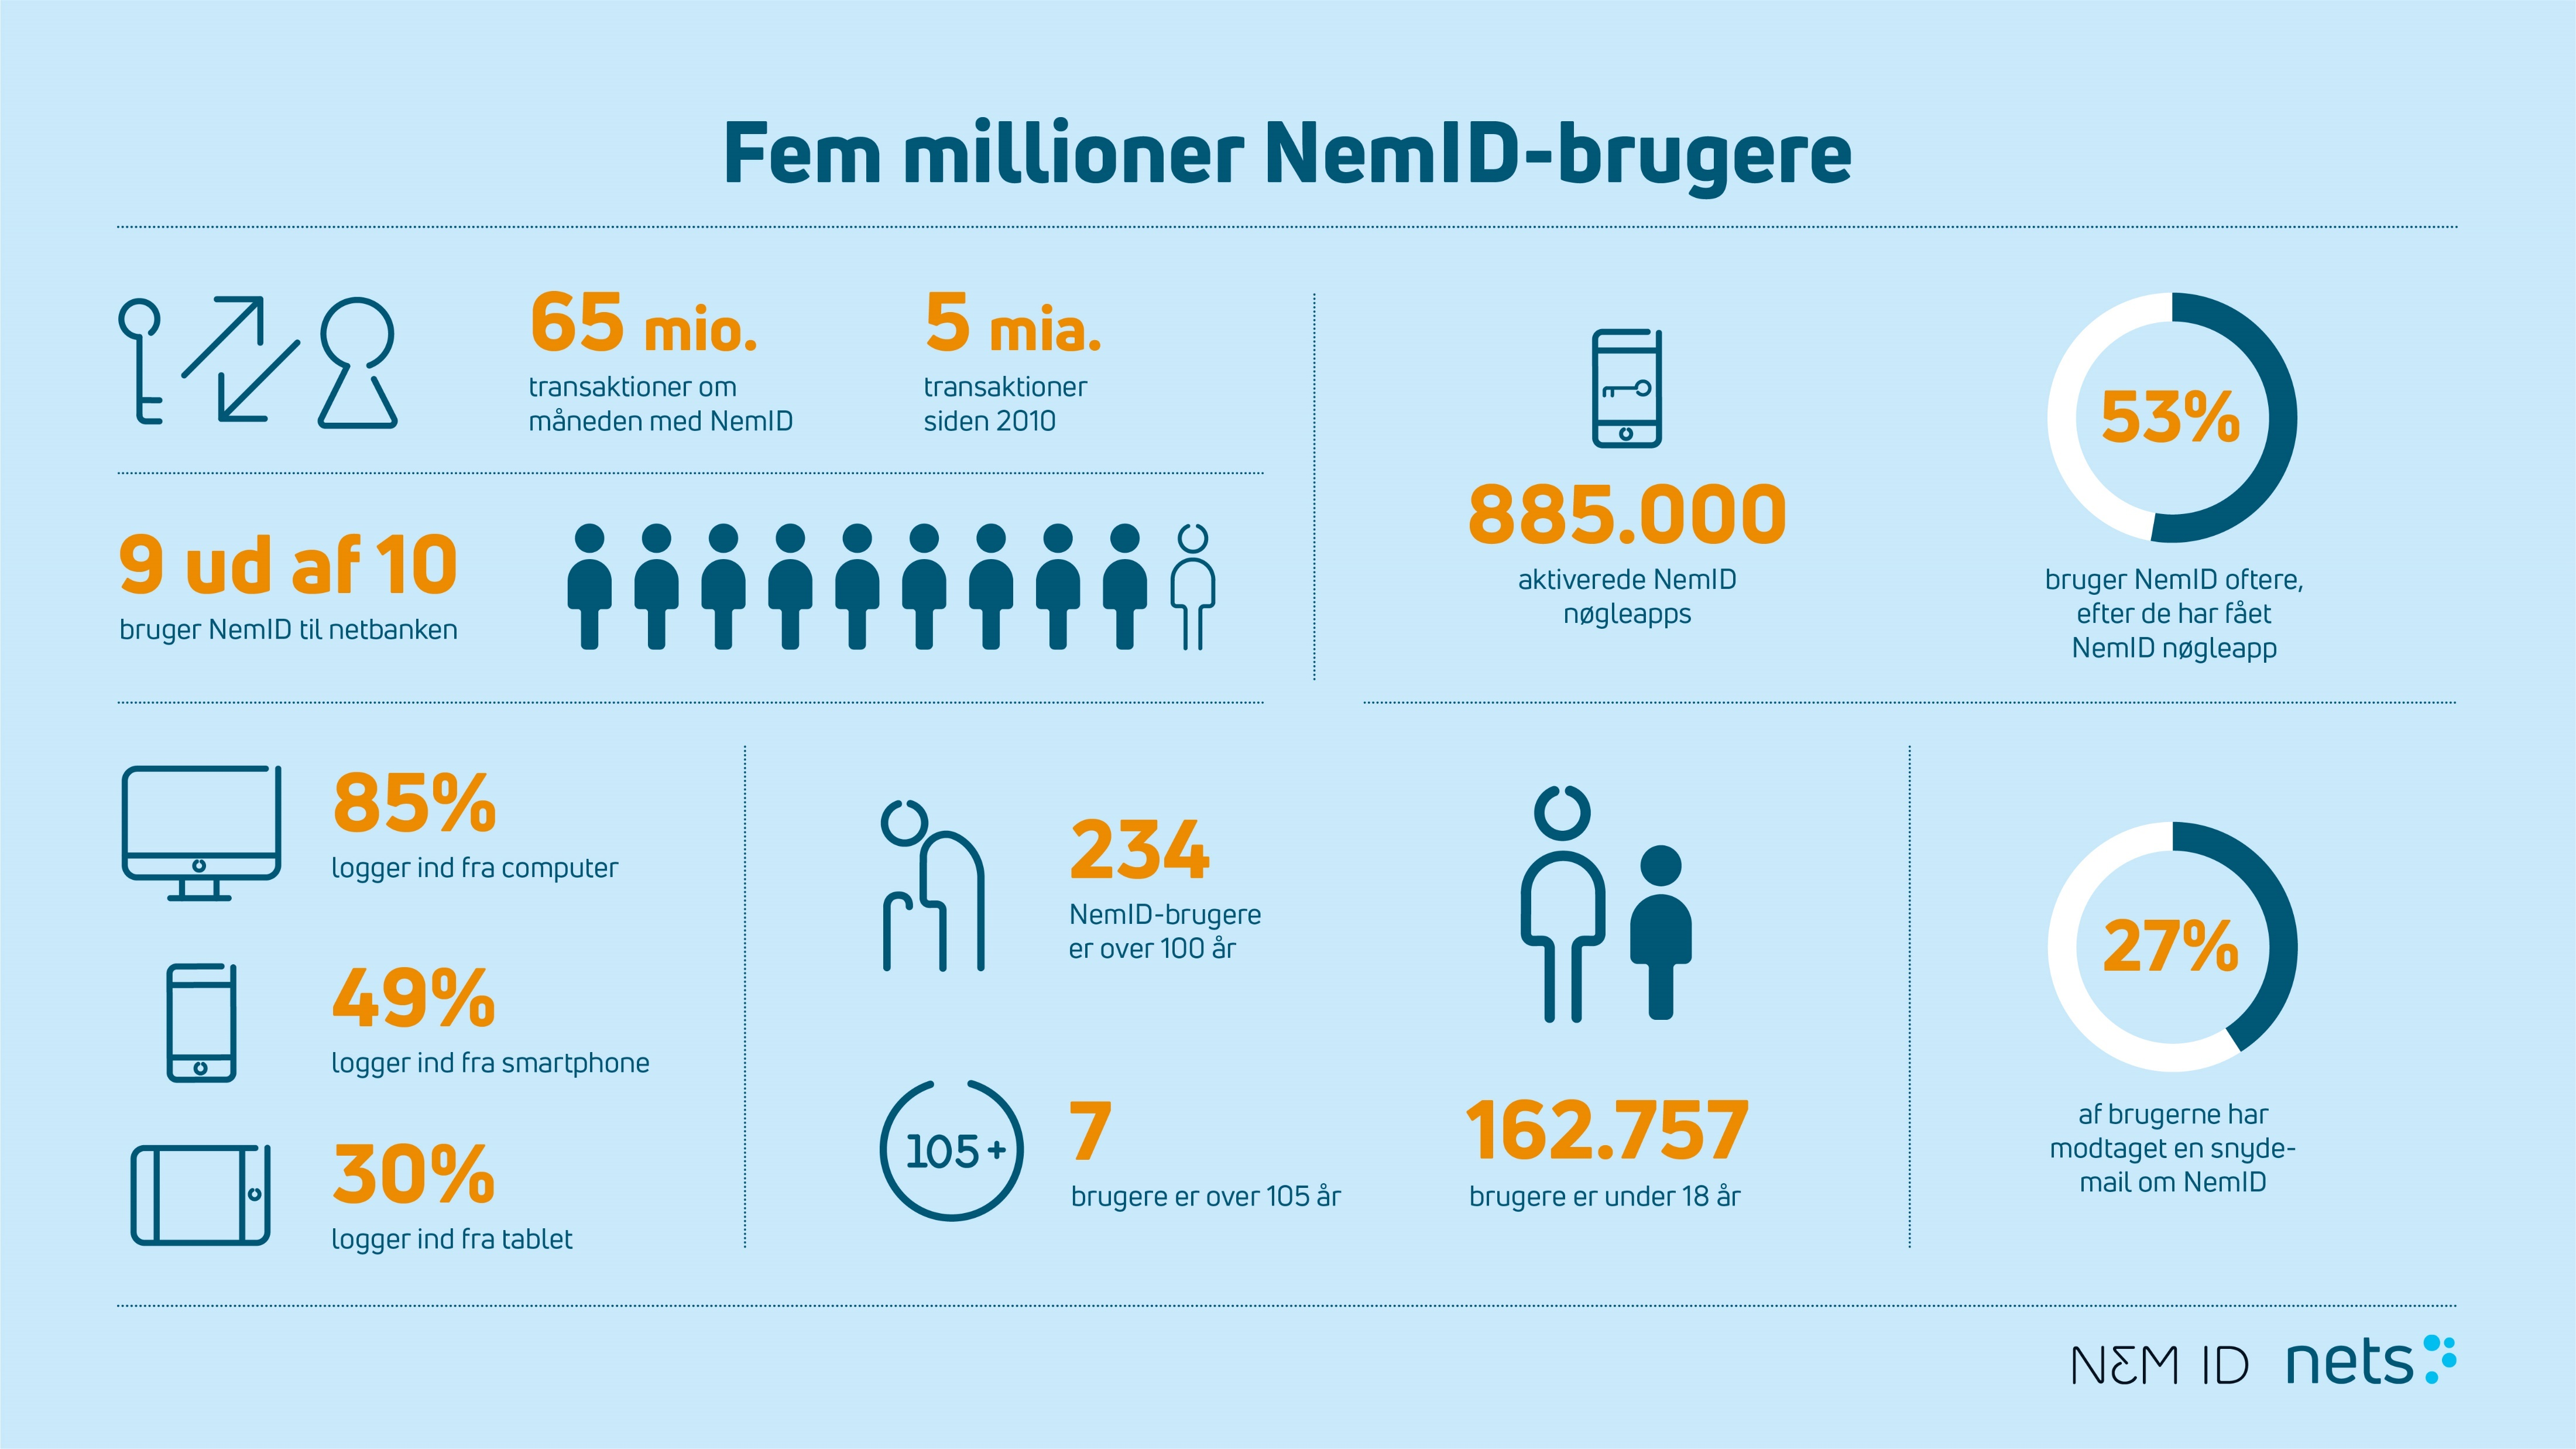 Fem millioner NemID-brugere
65 mio.
transaktioner om
måneden med NemID
5 mia.
transaktioner
siden 2010
9 ud af 10
bruger NemID til netbanken
885.000
aktiverede NemID
nøgleapps
53%
bruger NemID oftere,
efter de har fået
NemID nøgleapp
85%
logger ind fra computer
49%
logger ind fra smartphone
30%
logger ind fra tablet
234
NemID-brugere
er over 100 år
105+
7
brugere er over 105 år
162.757
brugere er under 18 år
27%
af brugerne har
modtaget en snyde-
mail om NemID
NEM ID nets